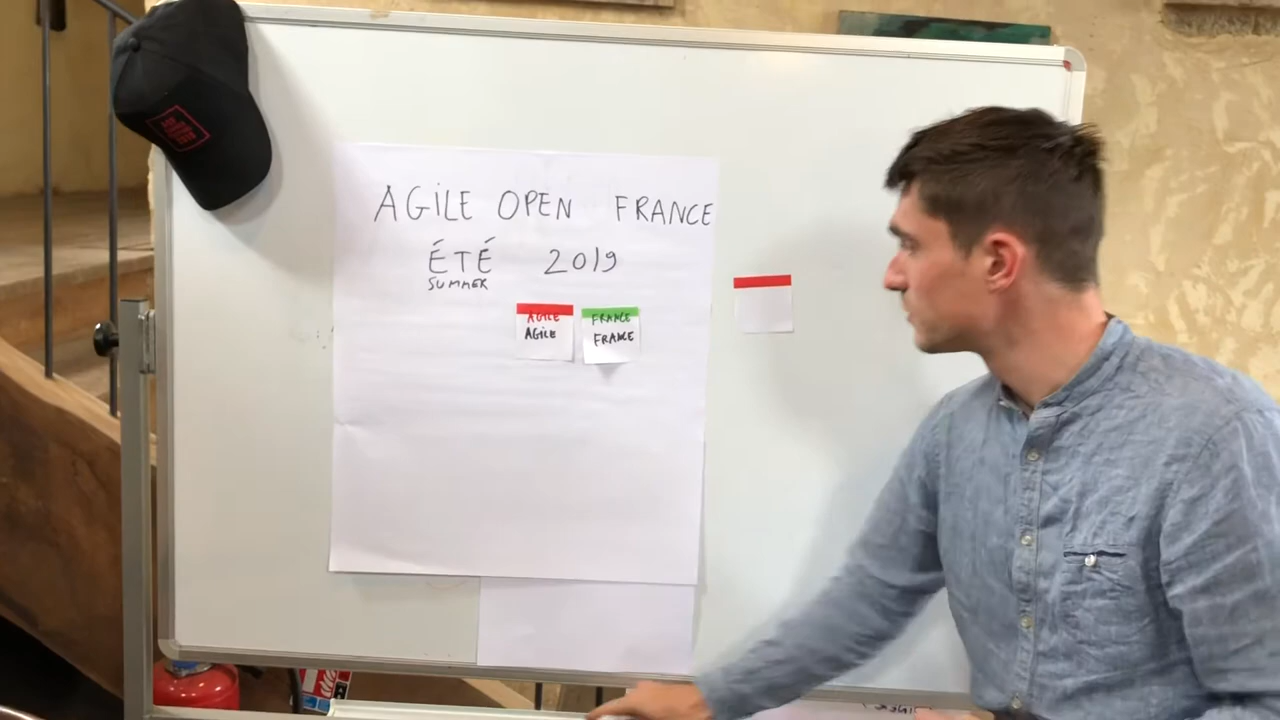 AGiLE OPEN FRANCE
ÉTÉ 2019
SUMMER
AGILE
AGILE
FRANCE
FRANCE